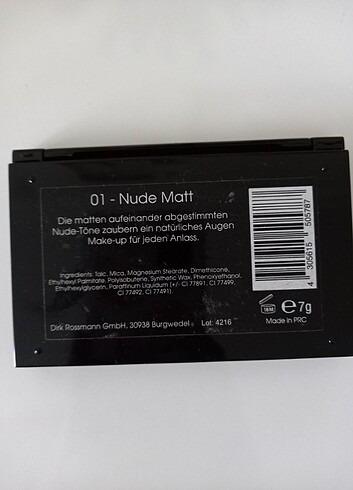 01 - Nude Matt
Die matten aufeinander abgestimmten
Nude-Töne zaubern ein natürliches Augen
Make-up für jeden Anlass.
Ingredients: Talc, Mica, Magnesium Stearate, Dimethicone,
Ethylhexyl Palmitate, Polyisobutene, Synthetic Wax, Phenoxyethanol,
Ethylhexylglycerin, Paraffinum Liquidum (+/- CI 77891, CI 77499,
CI 77492, CI 77491).
Dirk Rossmann GmbH, 30938 Burgwedel
Lot: 4216
4 305615 505787
18M
℮7g
Made in PRC